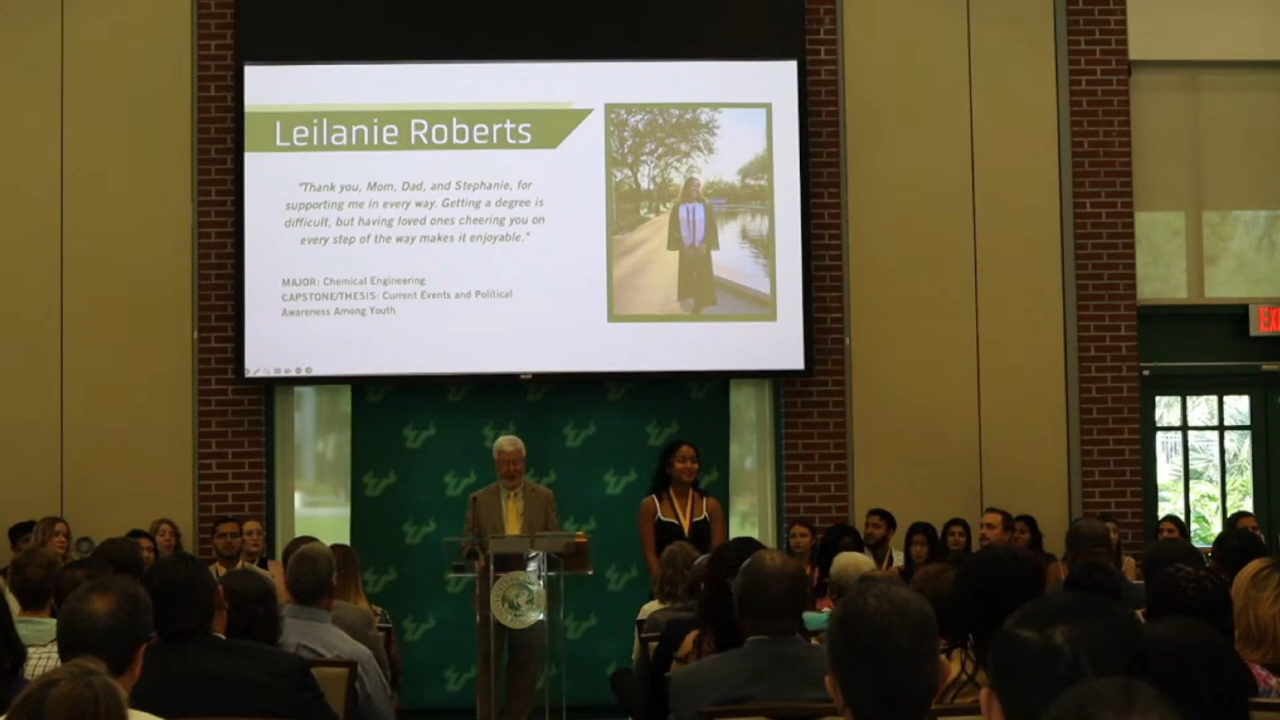 Leilanie Roberts
"Thank you, Mom, Dad, and Stephanie, for
supporting me in every way. Getting a degree is
difficult, but having loved ones cheering you on
every step of the way makes it enjoyable."
MAJOR: Chemical Engineering
CAPSTONE/THESIS: Current Events and Political
Awareness Among Youth